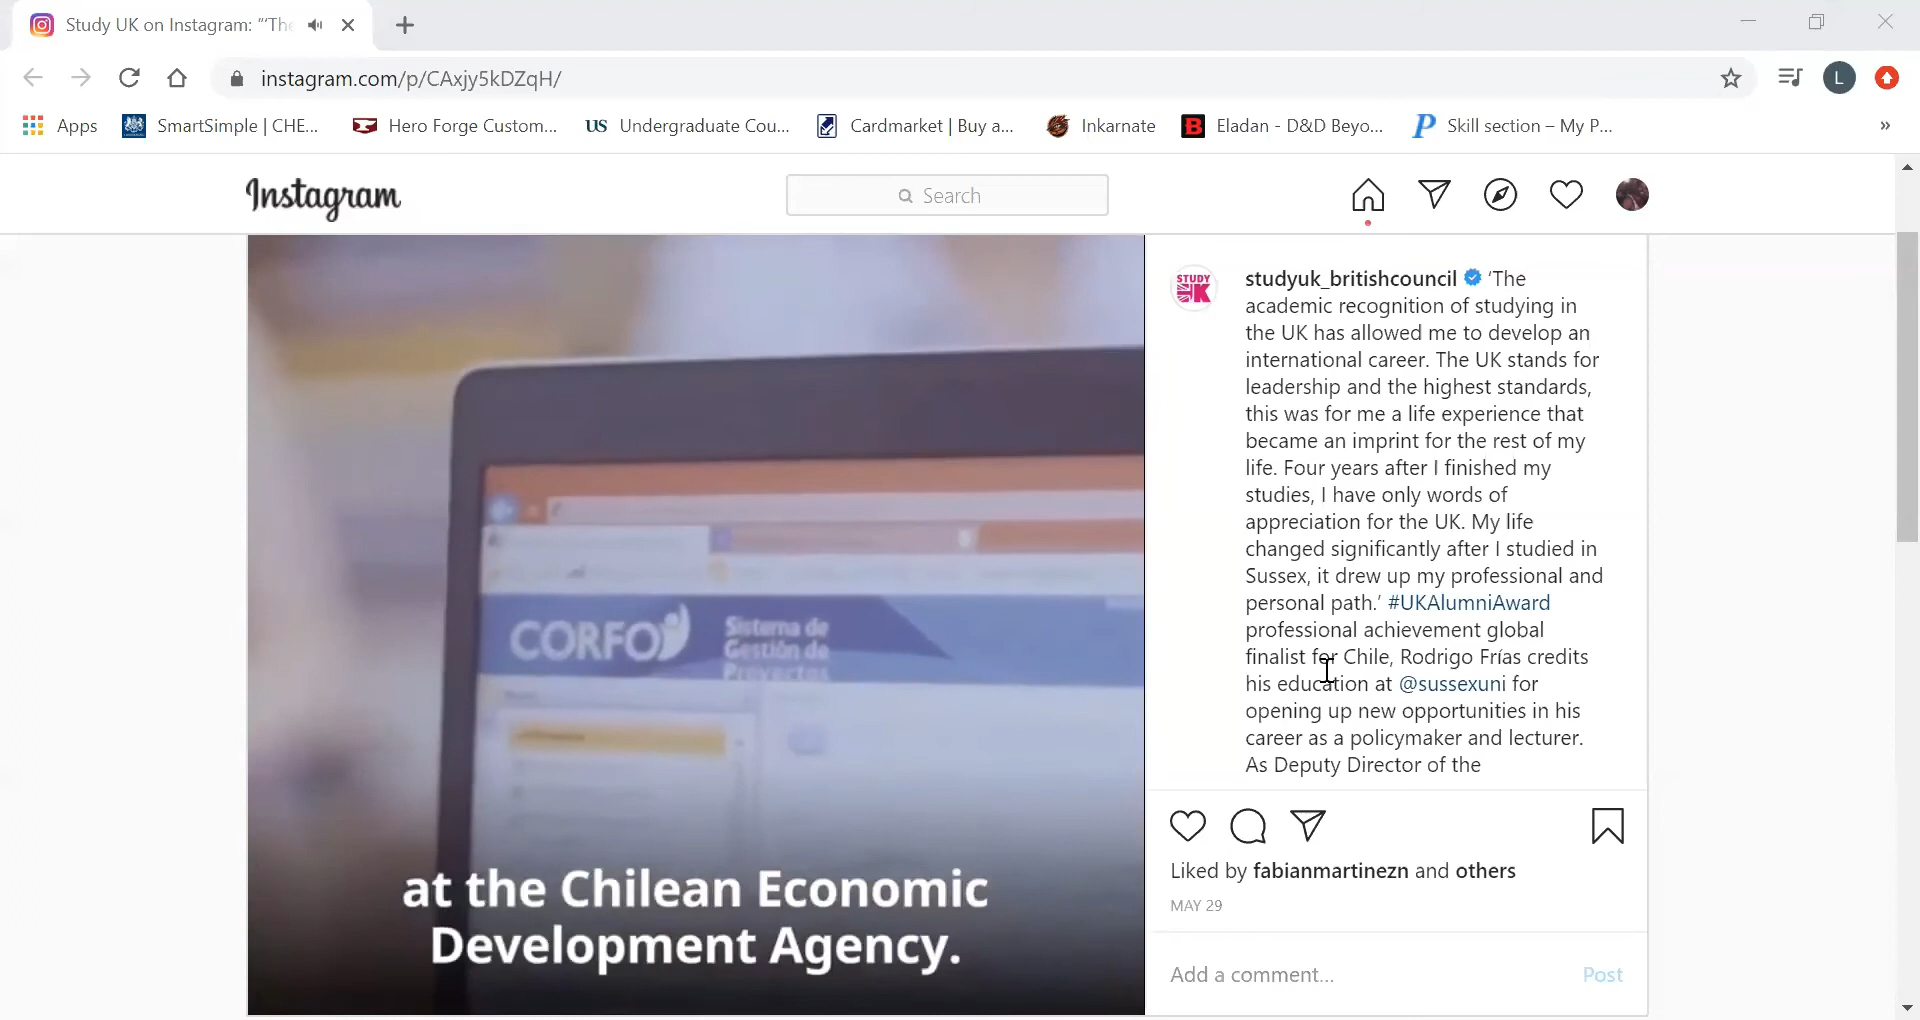 Study UK on Instagram: "‘The
instagram.com/p/CAxjy5kDZqH/
L
Apps
SmartSimple | CHE...
Hero Forge Custom...
US Undergraduate Cou...
Cardmarket | Buy a...
Inkarnate
B Eladan - D&D Beyo...
P Skill section – My P...
»
Instagram
Search
CORFO
Sistema de
Gestión de
Proyectos
at the Chilean Economic
Development Agency.
STUDY
UK
studyuk_britishcouncil ‘The
academic recognition of studying in
the UK has allowed me to develop an
international career. The UK stands for
leadership and the highest standards,
this was for me a life experience that
became an imprint for the rest of my
life. Four years after I finished my
studies, I have only words of
appreciation for the UK. My life
changed significantly after I studied in
Sussex, it drew up my professional and
personal path.’ #UKAlumniAward
professional achievement global
finalist for Chile, Rodrigo Frías credits
his education at @sussexuni for
opening up new opportunities in his
career as a policymaker and lecturer.
As Deputy Director of the
Liked by fabianmartinezn and others
MAY 29
Add a comment...
Post